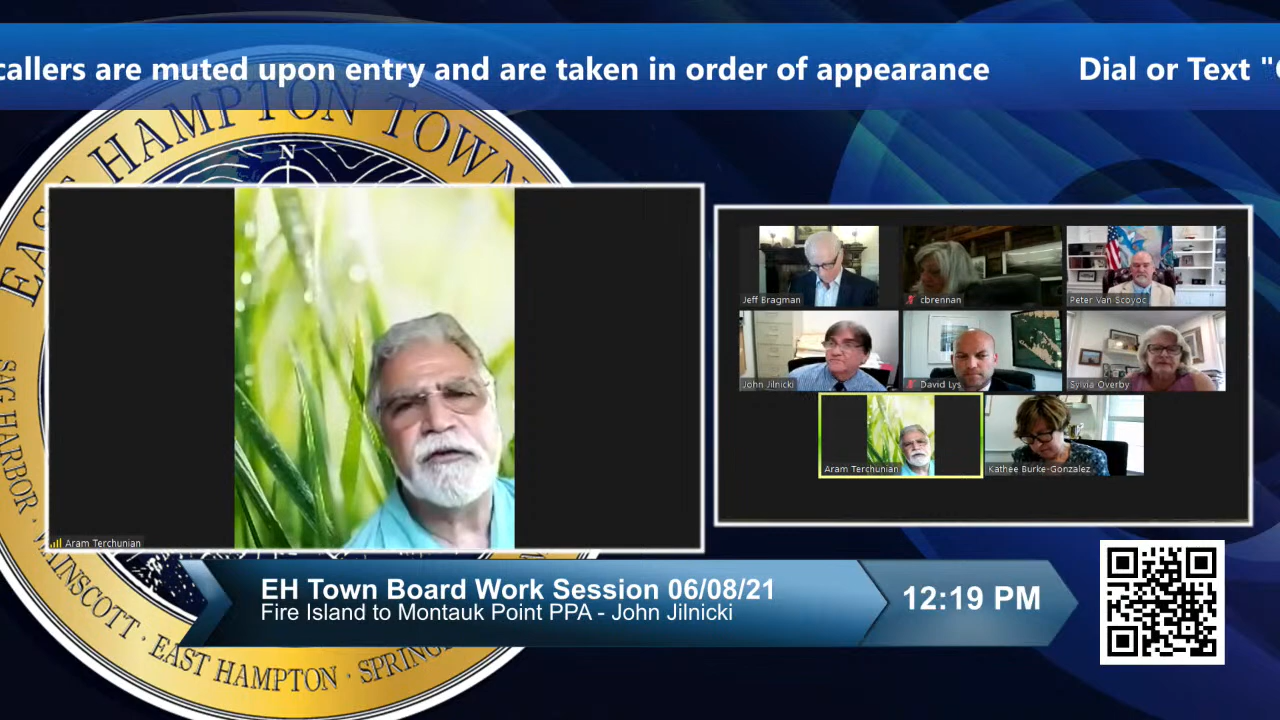 callers are muted upon entry and are taken in order of appearance Dial or Text "
EAST HAMPTON TOWN
N
SAG HARBOR · WAINSCOTT · EAST HAMPTON · SPRING
Aram Terchunian
Jeff Bragman
cbrennan
Peter Van Scoyoc
John Jilnicki
David Lys
Sylvia Overby
Aram Terchunian
Kathee Burke-Gonzalez
EH Town Board Work Session 06/08/21
Fire Island to Montauk Point PPA - John Jilnicki
12:19 PM